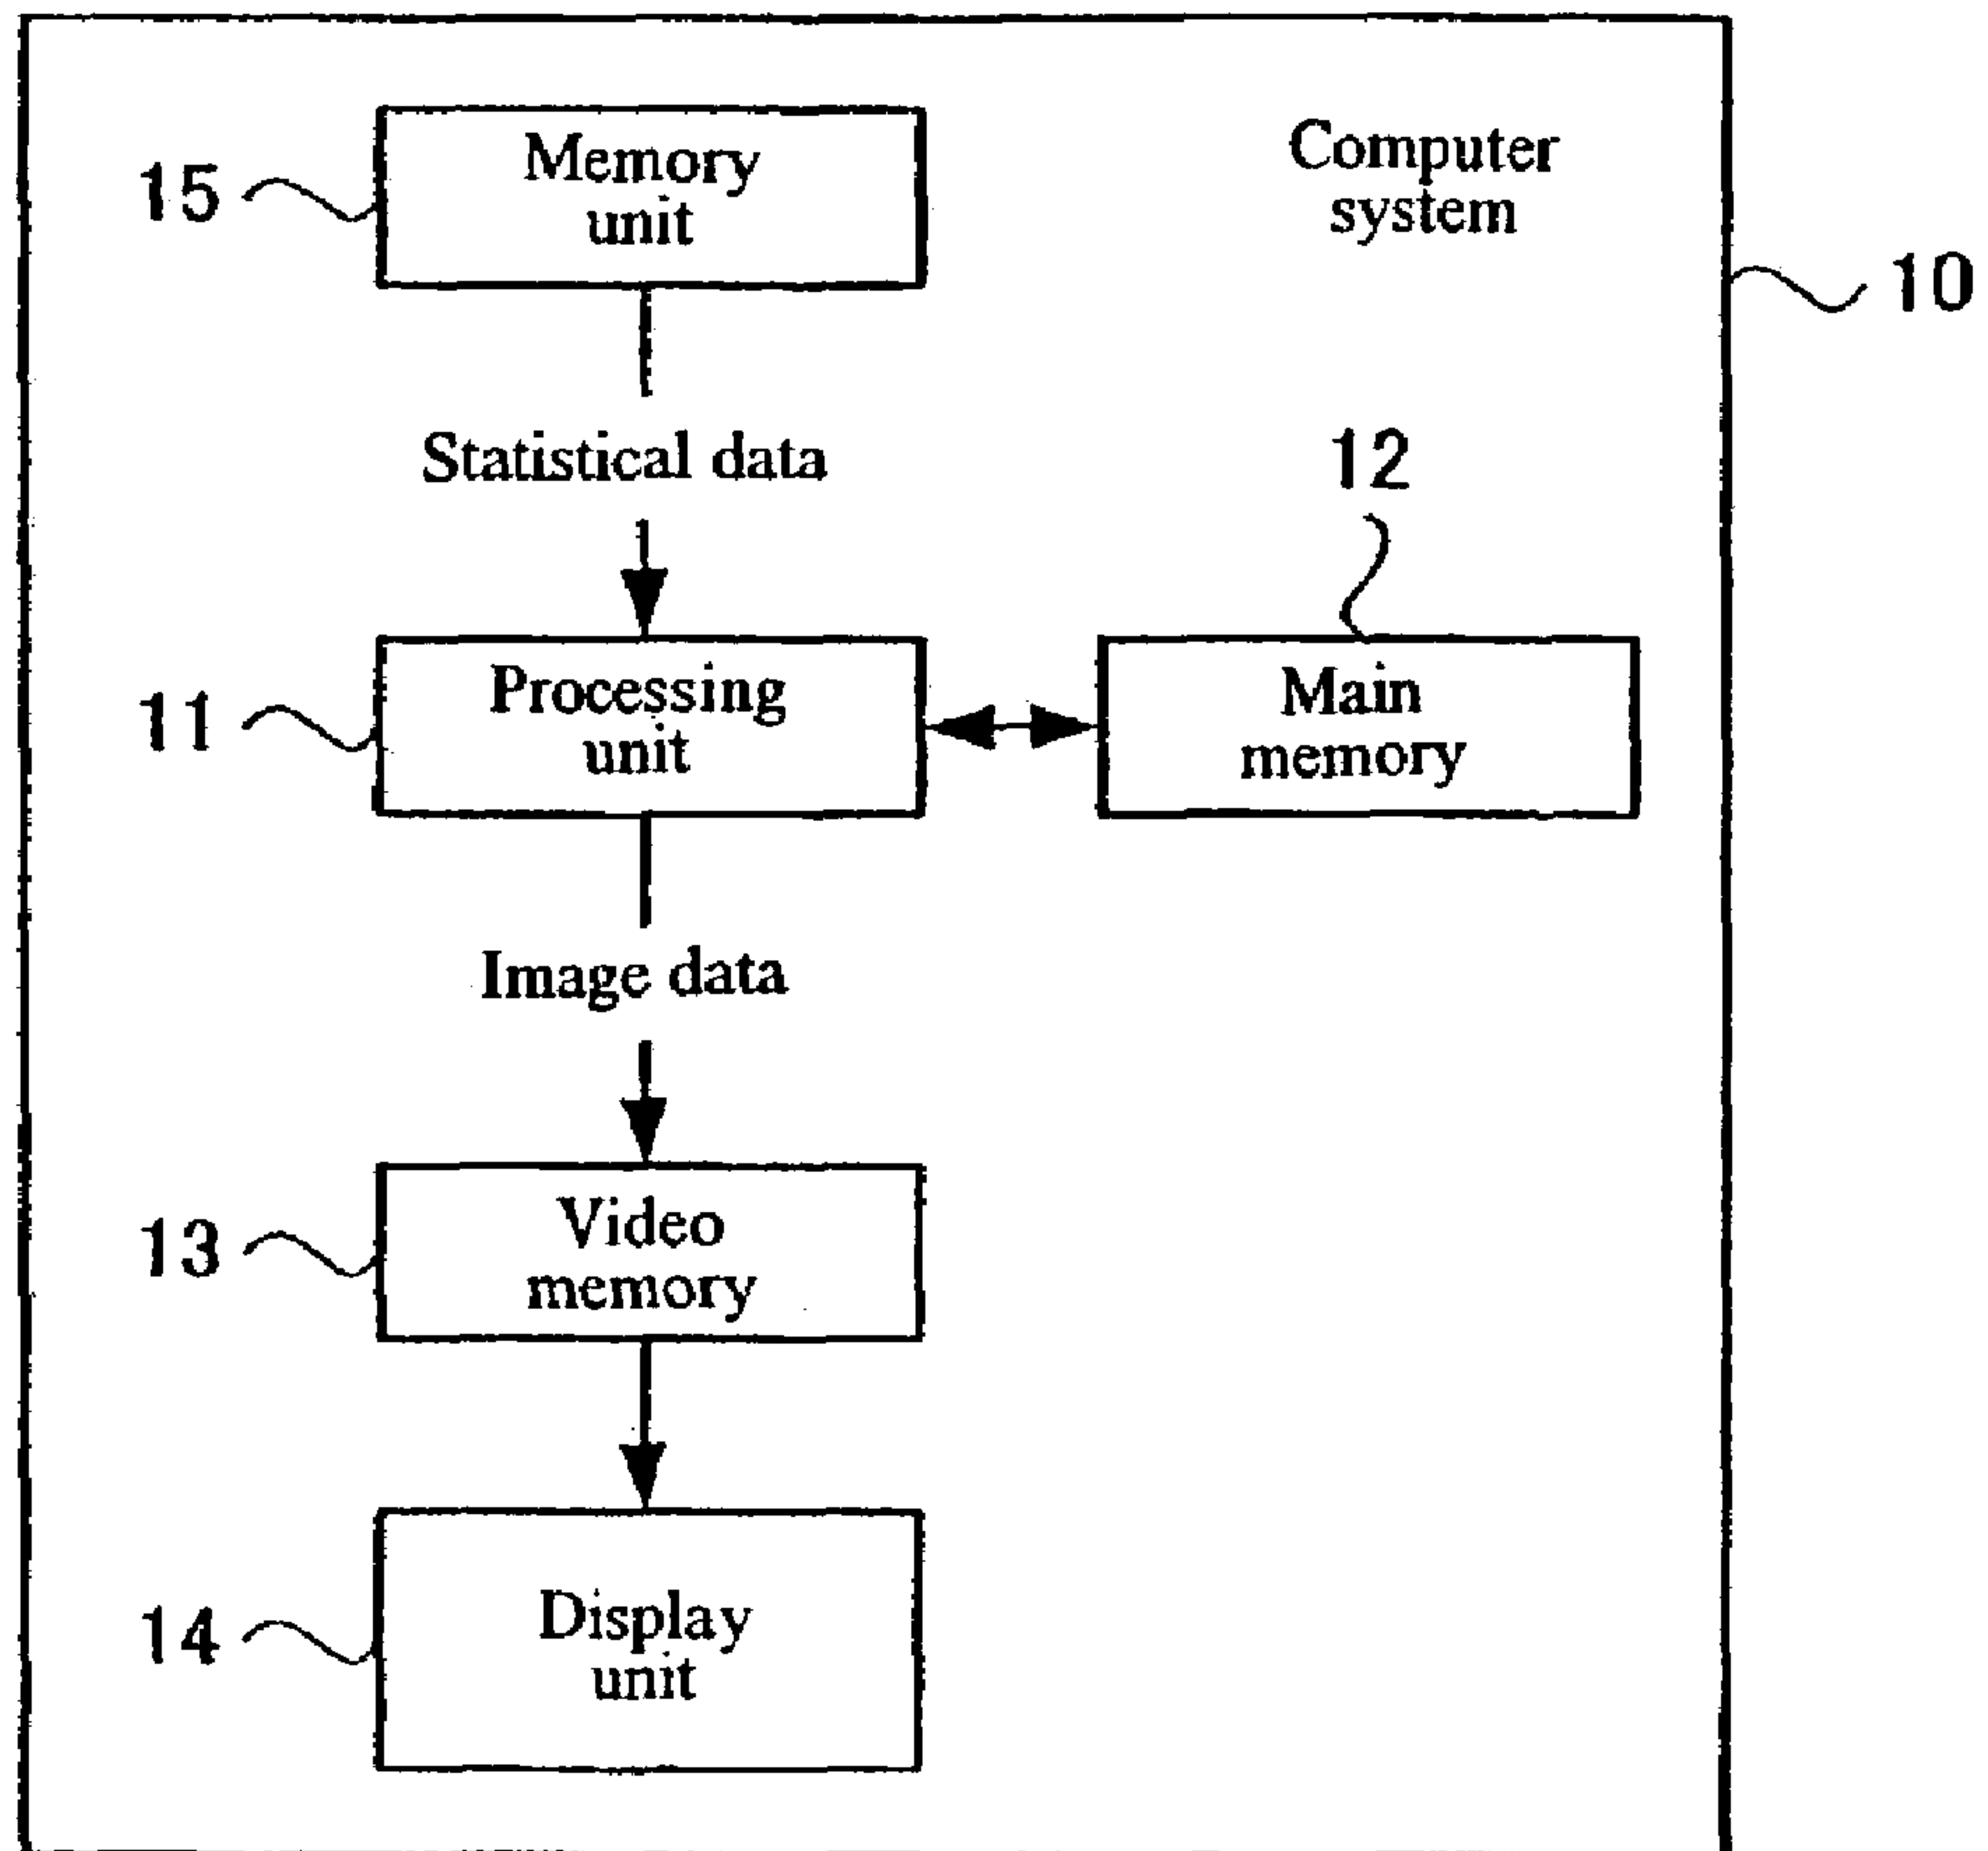 Memory
unit
15
Computer
system
10
Statistical data
12
Processing
unit
11
Main
memory
Image data
Video
memory
13
Display
unit
14